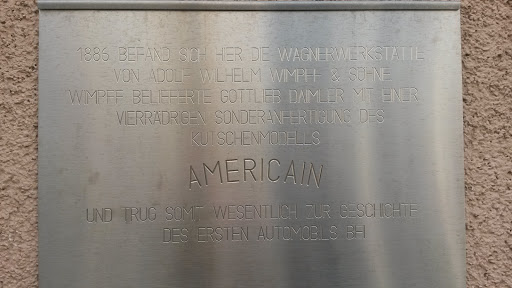 1886 BEFAND SICH HIER DIE WAGNERWERKSTÄTTE
VON ADOLF WILHELM WIMPFF & SÖHNE
WIMPFF BELIEFERTE GOTTLIEB DAIMLER MIT EINER
VIERRÄDRIGEN SONDERANFERTIGUNG DES
KUTSCHENMODELLS
AMERICAIN
UND TRUG SOMIT WESENTLICH ZUR GESCHICHTE
DES ERSTEN AUTOMOBILS BEI